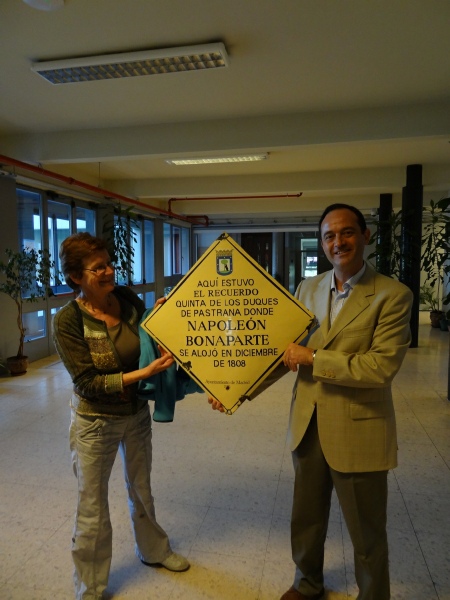 AQUÍ ESTUVO
EL RECUERDO
QUINTA DE LOS DUQUES
DE PASTRANA DONDE
NAPOLEÓN
BONAPARTE
SE ALOJÓ EN DICIEMBRE
DE 1808
Ayuntamiento de Madrid